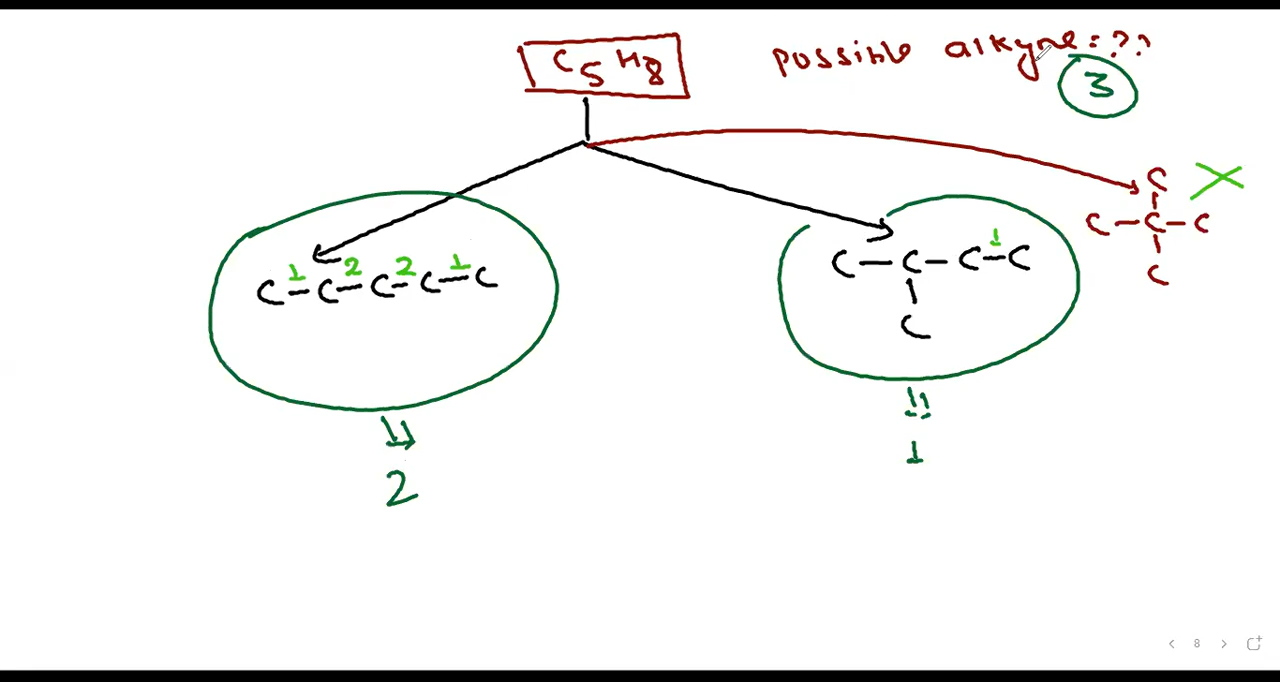 C5H8
possible alkyne = ??
3
C
C-C-C
C
1 2 2 1
C-C-C-C-C
1
C-C-C-C
C
2
1
8